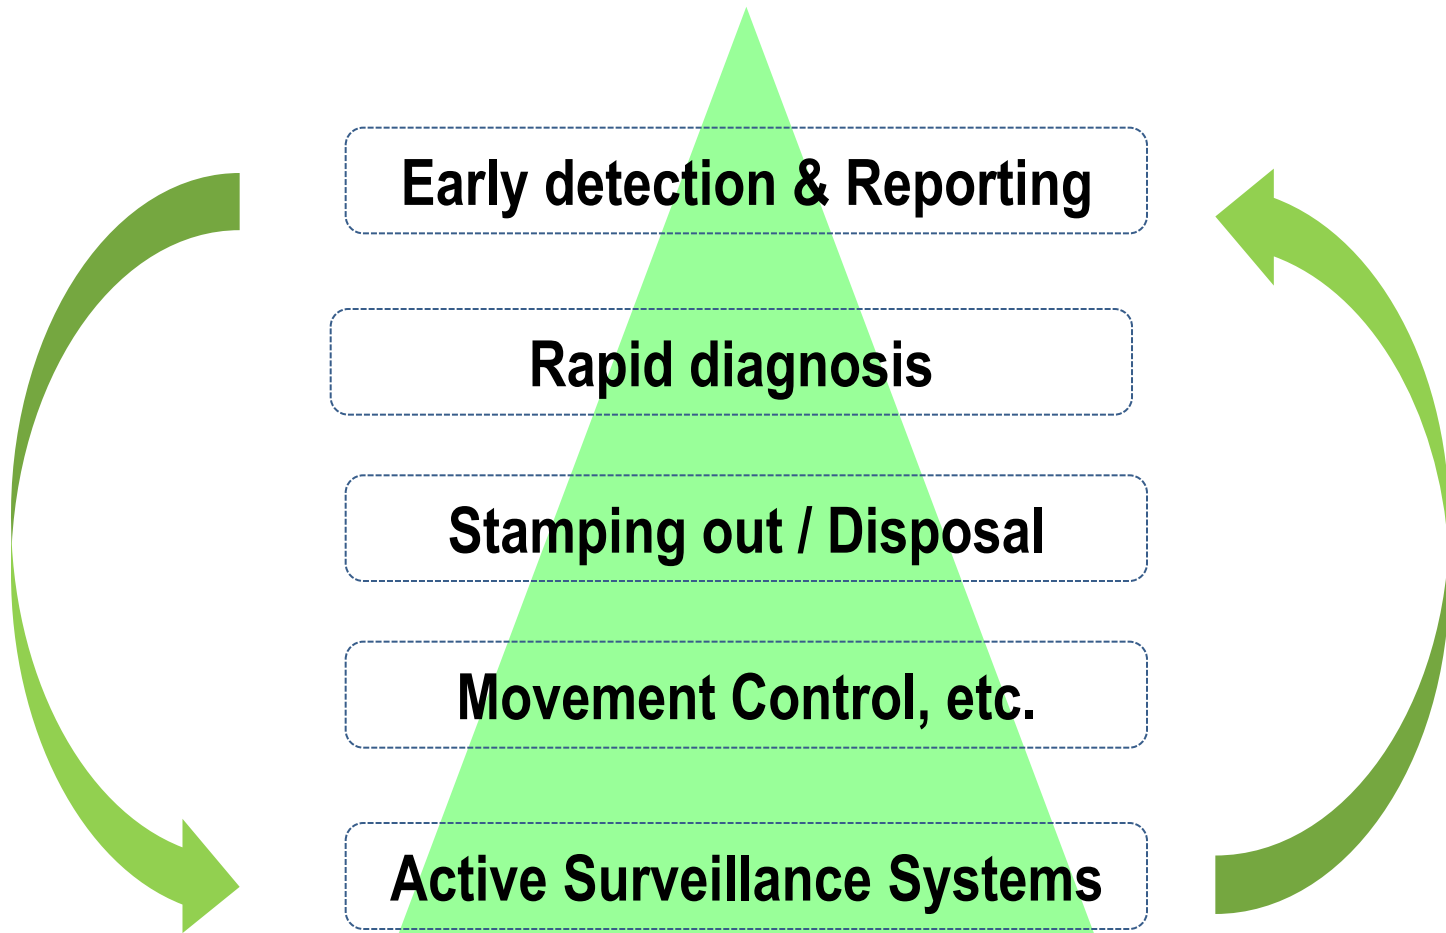 Early detection & Reporting
Rapid diagnosis
Stamping out / Disposal
Movement Control, etc.
Active Surveillance Systems